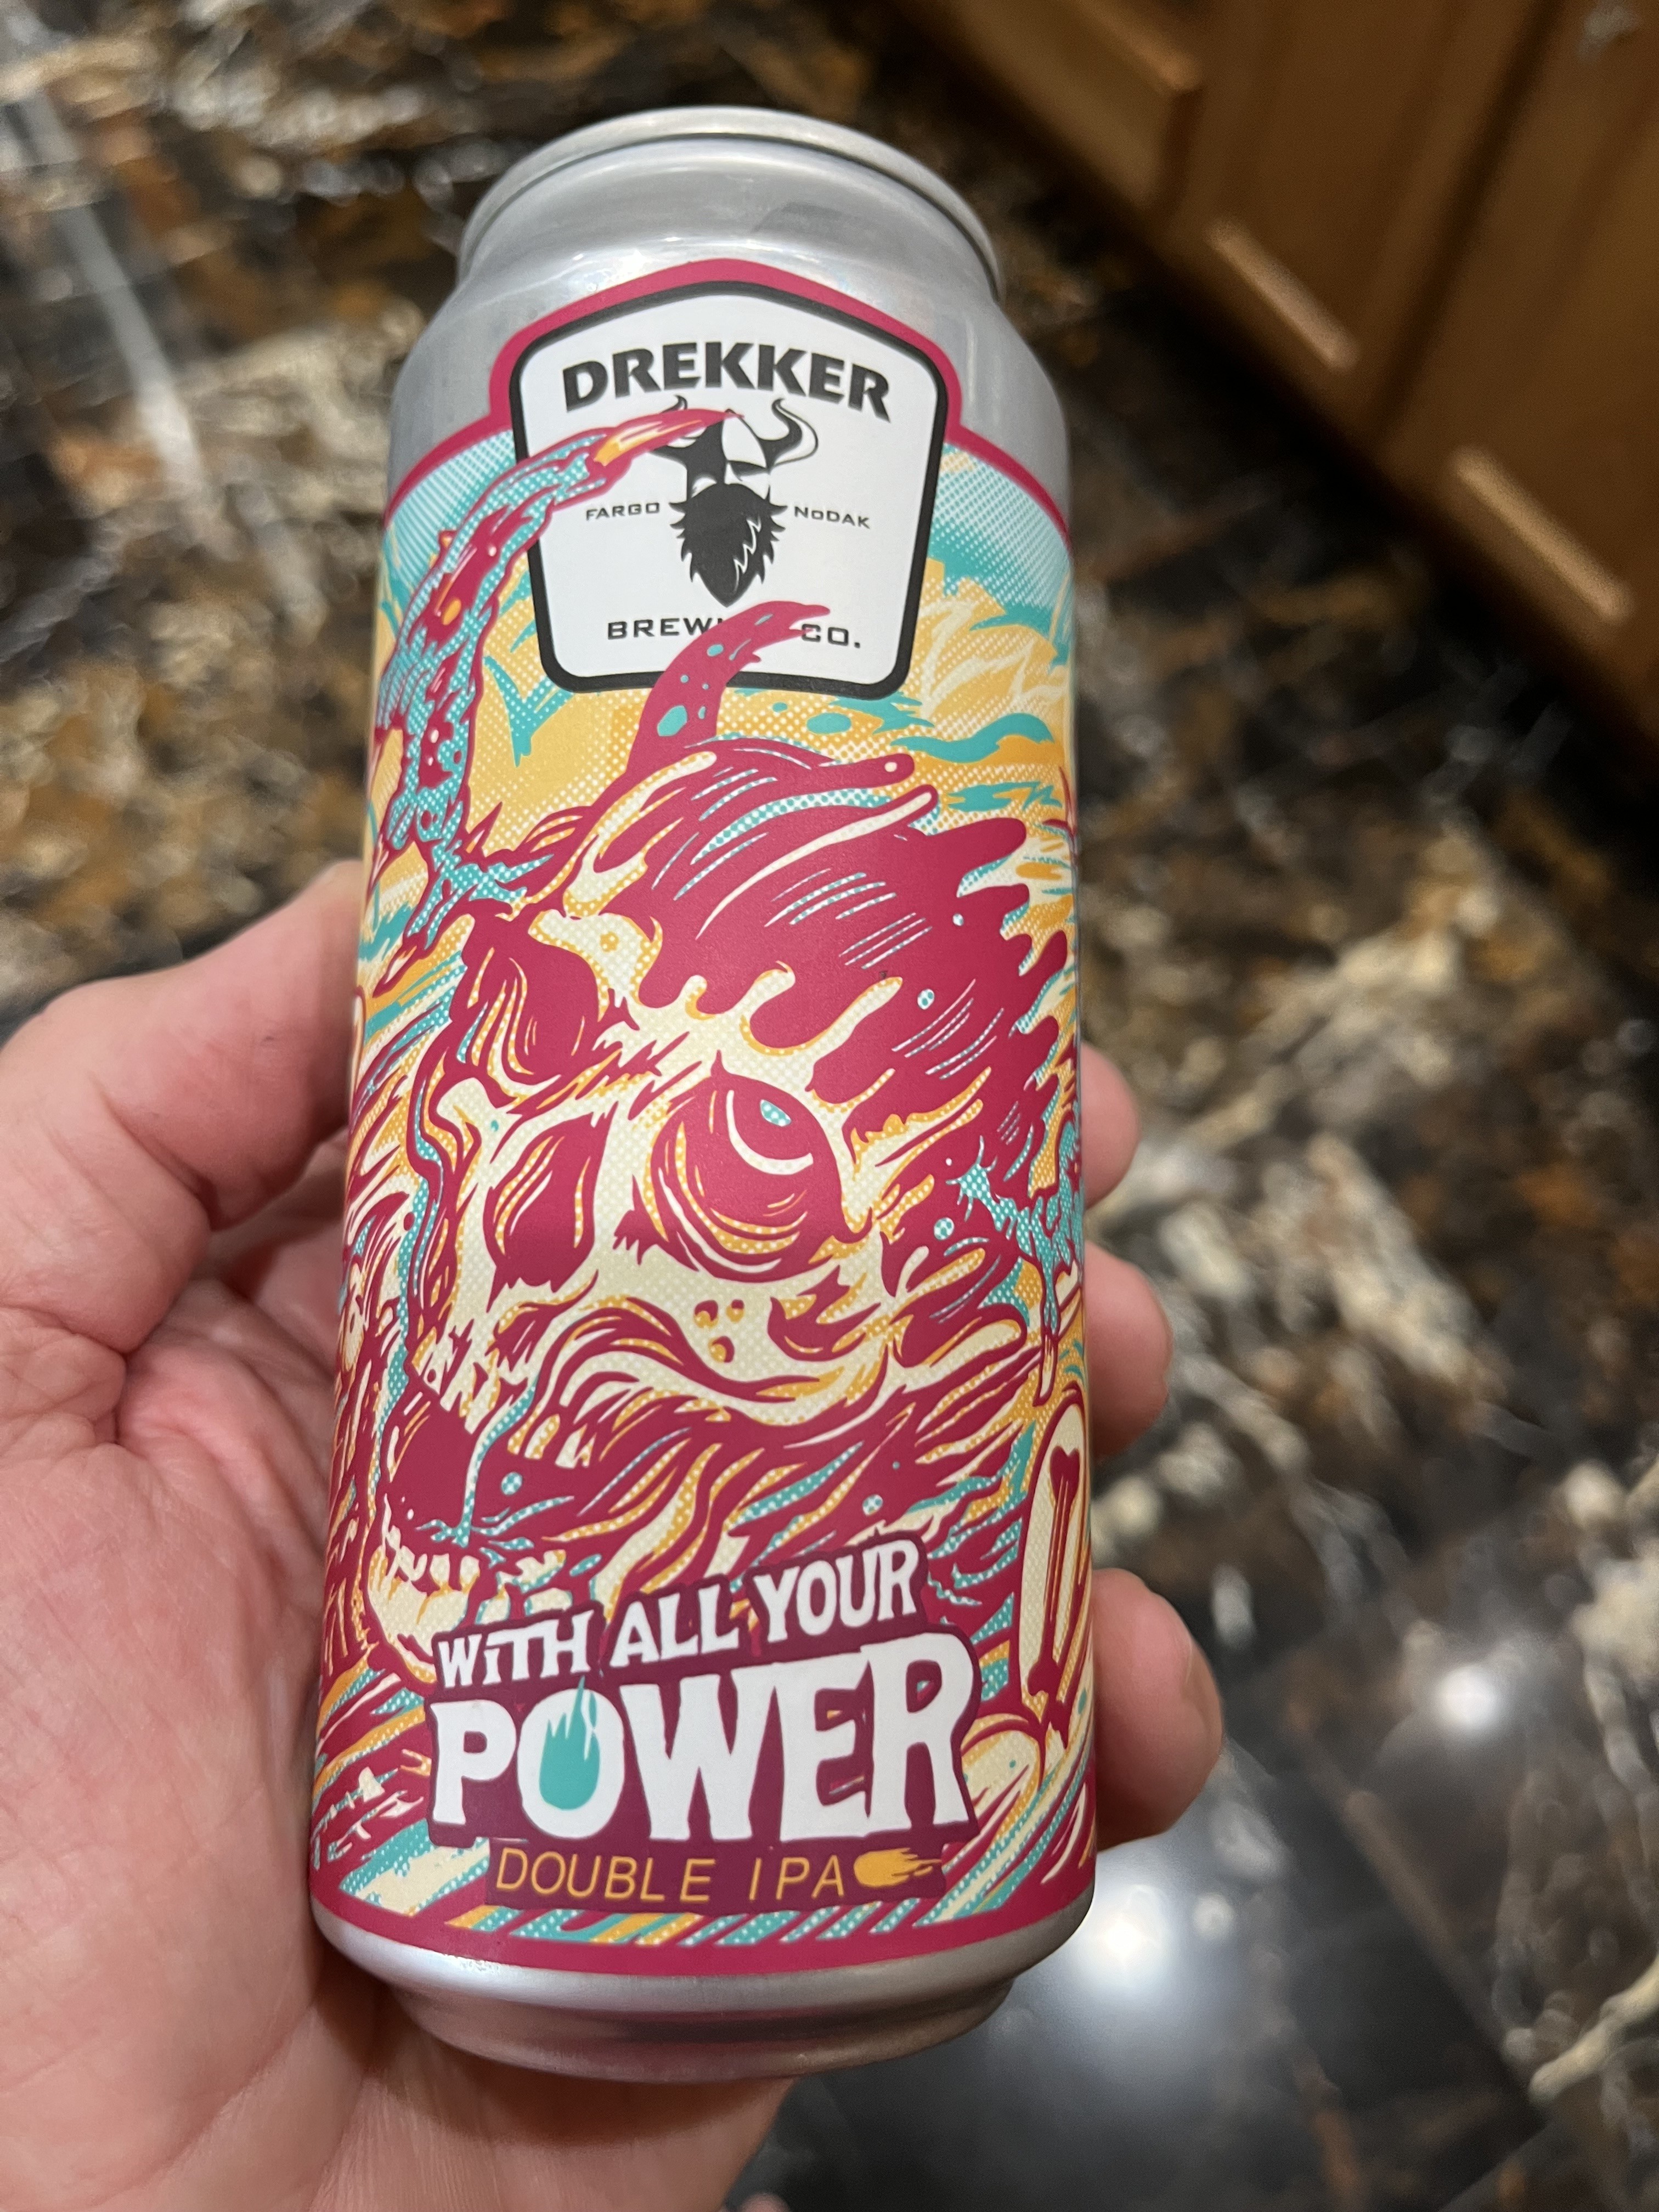 DREKKER
FARGO NoDAK
CO.
WiTH ALL YOUR
POWER
DOUBLE IPA